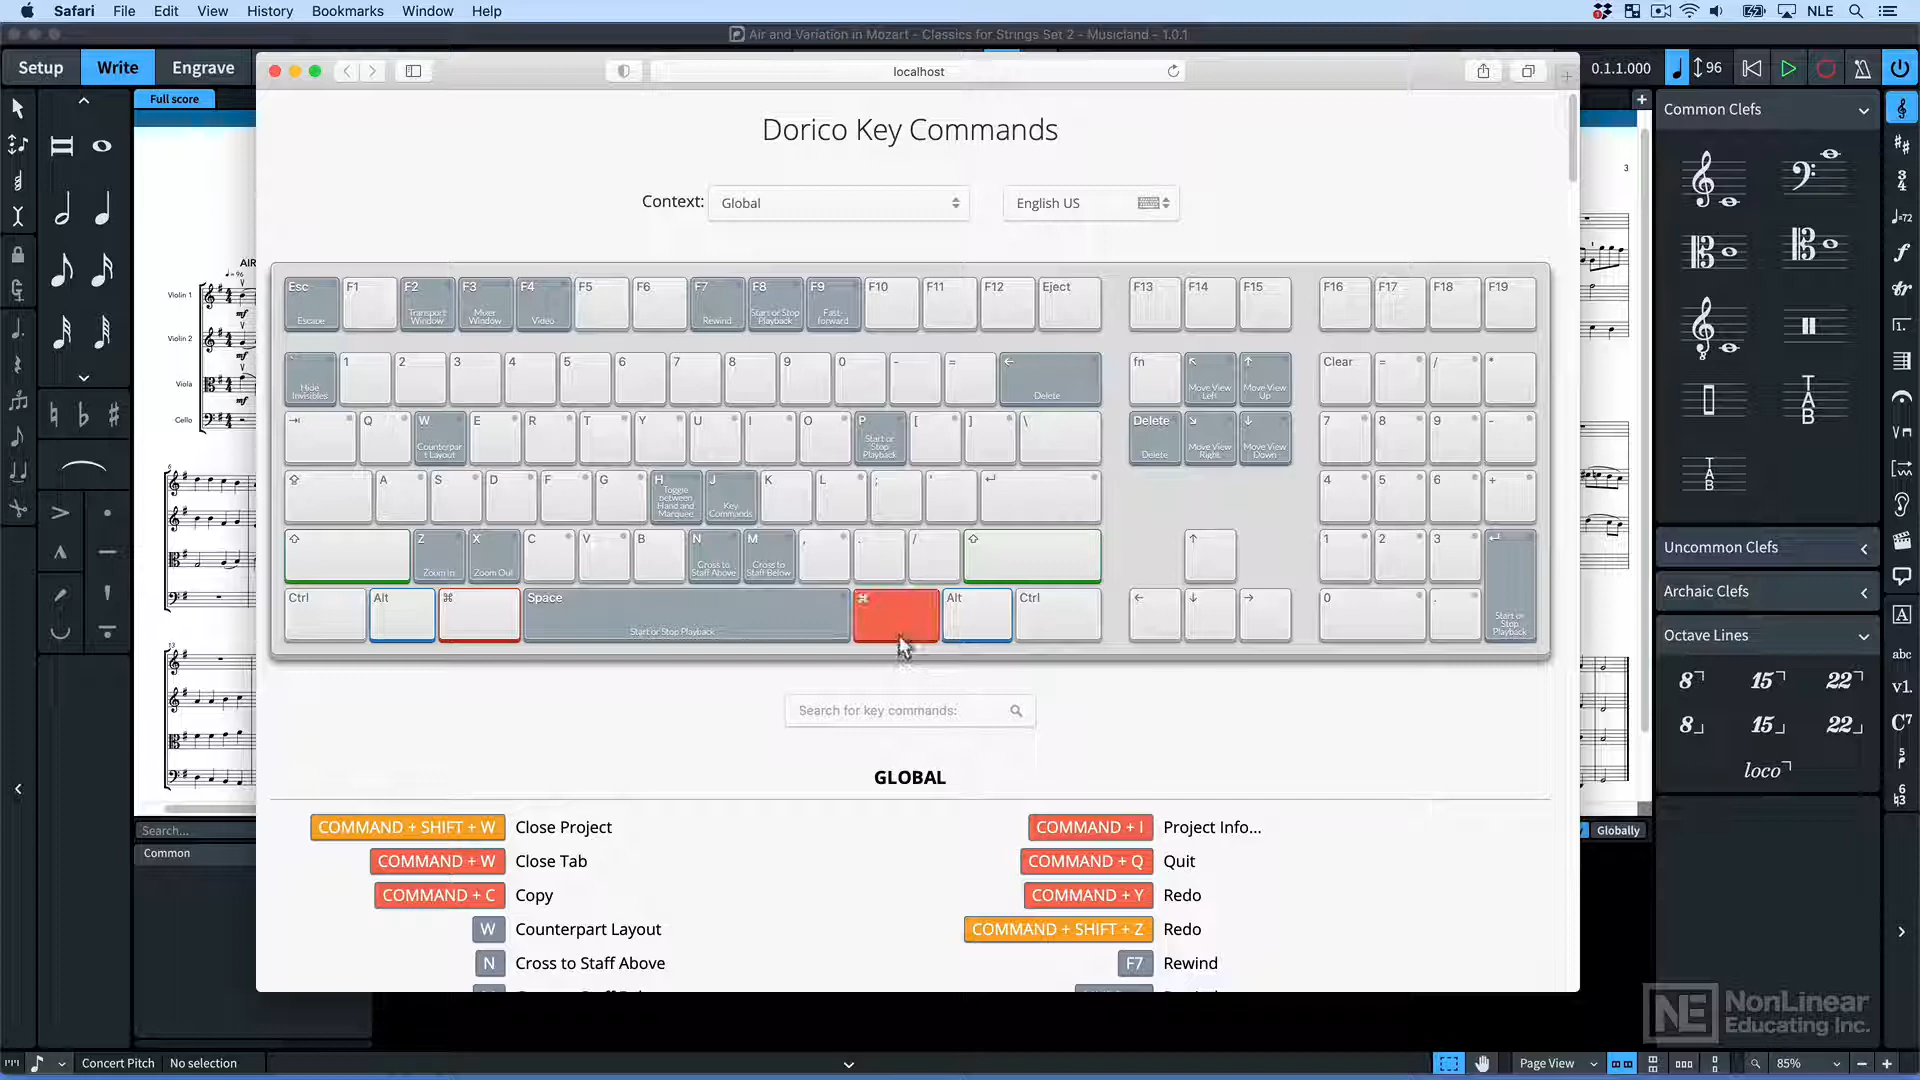 Safari File Edit View History Bookmarks Window Help NLE
Air and Variation in Mozart - Classics for Strings Set 2 - Musicland - 1.0.1
Setup Write Engrave
localhost
0.1.1.000 96
Full score
Common Clefs
Dorico Key Commands
Context: Global English US
Esc Escape
F1
F2 Transport Window
F3 Mixer Window
F4 Video
F5
F6
F7 Rewind
F8 Start or Stop Playback
F9 Fast-forward
F10
F11
F12
Eject
F13 F14 F15
F16 F17 F18 F19
Hide Invisibles
1 2 3 4 5 6 7 8 9 0 - =
← Delete
fn
Move View Left
Move View Up
Clear = / *
Q
W Counterpart Layout
E R T Y U I O
P Start or Stop Playback
[ ] \
Delete Delete
Move View Right
Move View Down
7 8 9 -
A S D F G
H Toggle between Hand and Marquee
J Key Commands
K L ; '
4 5 6 +
Z Zoom In
X Zoom Out
C V B
N Cross to Staff Above
M Cross to Staff Below
, . /
1 2 3
Start or Stop Playback
Ctrl Alt ⌘
Space Start or Stop Playback
⌘ Alt Ctrl
← ↓ →
0 .
Search for key commands:
GLOBAL
COMMAND + SHIFT + W Close Project
COMMAND + W Close Tab
COMMAND + C Copy
W Counterpart Layout
N Cross to Staff Above
COMMAND + I Project Info...
COMMAND + Q Quit
COMMAND + Y Redo
COMMAND + SHIFT + Z Redo
F7 Rewind
AIR
Violin 1
Violin 2
Viola
Cello
3
Uncommon Clefs
Archaic Clefs
Octave Lines
8 15 22
8 15 22
loco
Search...
Common
Globally
NE NonLinear
Educating Inc.
Concert Pitch No selection
Page View 85%